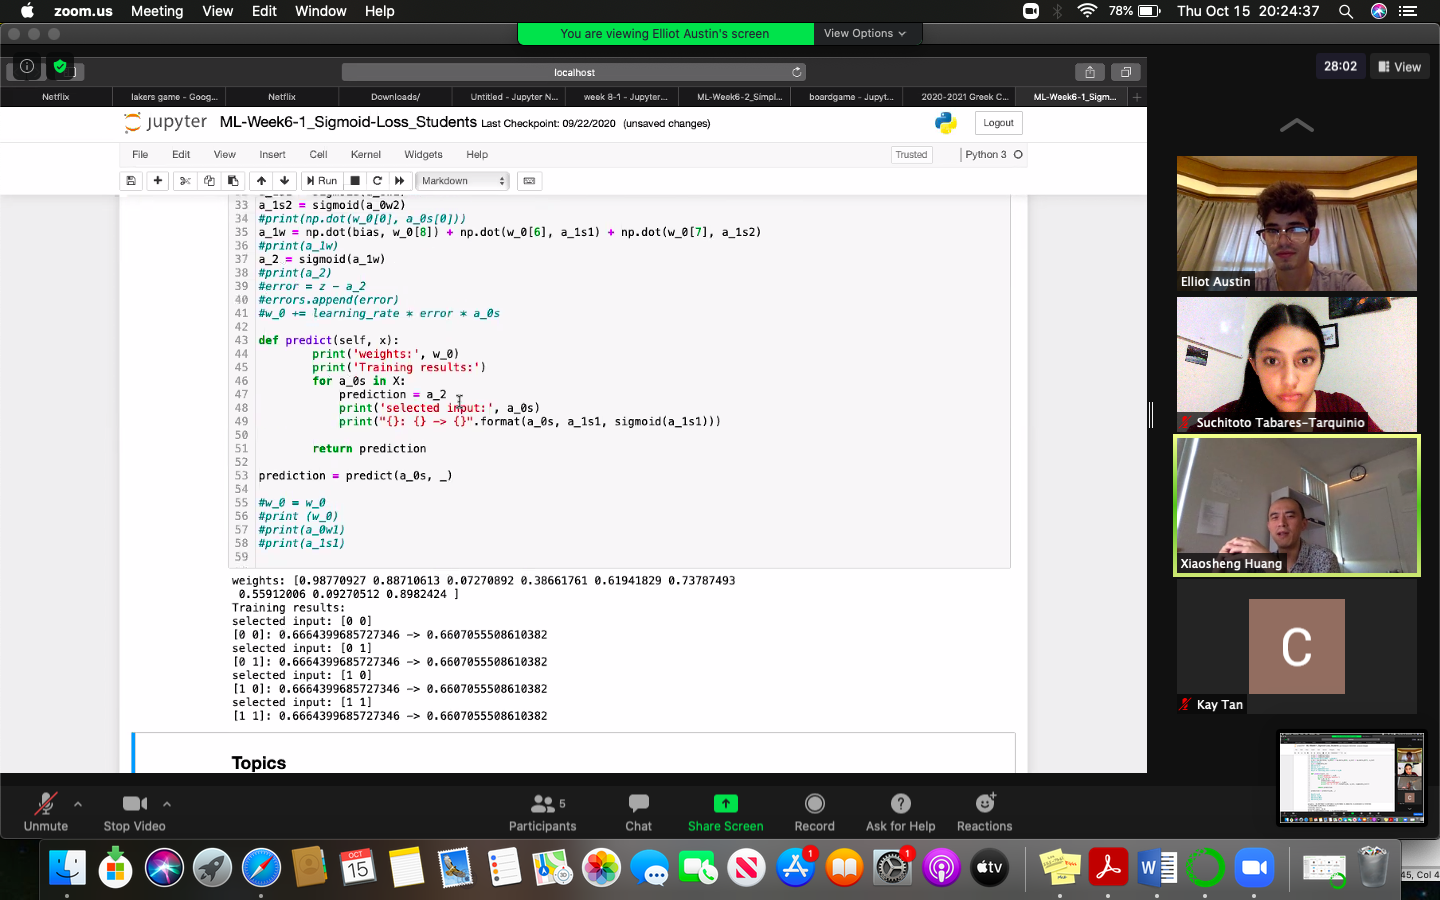 zoom.us Meeting View Edit Window Help 78% Thu Oct 15 20:24:37
You are viewing Elliot Austin's screen View Options
28:02 View
localhost
Netflix lakers game - Goog... Netflix Downloads/ Untitled - Jupyter N... week 8-1 - Jupyter... ML-Week6-2_Simpl... boardgame - Jupyt... 2020-2021 Greek C... ML-Week6-1_Sigm...
jupyter ML-Week6-1_Sigmoid-Loss_Students Last Checkpoint: 09/22/2020 (unsaved changes) Logout
File Edit View Insert Cell Kernel Widgets Help Trusted Python 3
Run Markdown
33 a_1s2 = sigmoid(a_0w2)
34 #print(np.dot(w_0[0], a_0s[0]))
35 a_1w = np.dot(bias, w_0[8]) + np.dot(w_0[6], a_1s1) + np.dot(w_0[7], a_1s2)
36 #print(a_1w)
37 a_2 = sigmoid(a_1w)
38 #print(a_2)
39 #error = z - a_2
40 #errors.append(error)
41 #w_0 += learning_rate * error * a_0s
42
43 def predict(self, x):
44 print('weights:', w_0)
45 print('Training results:')
46 for a_0s in X:
47 prediction = a_2
48 print('selected input:', a_0s)
49 print("{}: {} -> {}".format(a_0s, a_1s1, sigmoid(a_1s1)))
50
51 return prediction
52
53 prediction = predict(a_0s, _)
54
55 #w_0 = w_0
56 #print (w_0)
57 #print(a_0w1)
58 #print(a_1s1)
59
weights: [0.98770927 0.88710613 0.07270892 0.38661761 0.61941829 0.73787493
0.55912006 0.09270512 0.8982424 ]
Training results:
selected input: [0 0]
[0 0]: 0.6664399685727346 -> 0.6607055508610382
selected input: [0 1]
[0 1]: 0.6664399685727346 -> 0.6607055508610382
selected input: [1 0]
[1 0]: 0.6664399685727346 -> 0.6607055508610382
selected input: [1 1]
[1 1]: 0.6664399685727346 -> 0.6607055508610382
Topics
Elliot Austin
Suchitoto Tabares-Tarquinio
Xiaosheng Huang
C
Kay Tan
5
Unmute Stop Video Participants Chat Share Screen Record Ask for Help Reactions
OCT
15
1
1
tv
45, Col 4